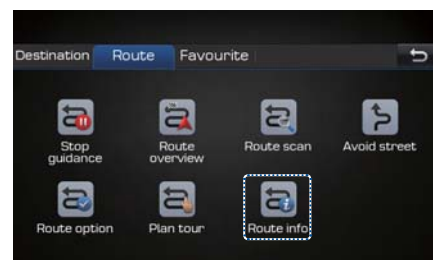 Destination Route Favourite
Stop guidance
Route overview
Route scan
Avoid street
Route option
Plan tour
Route info